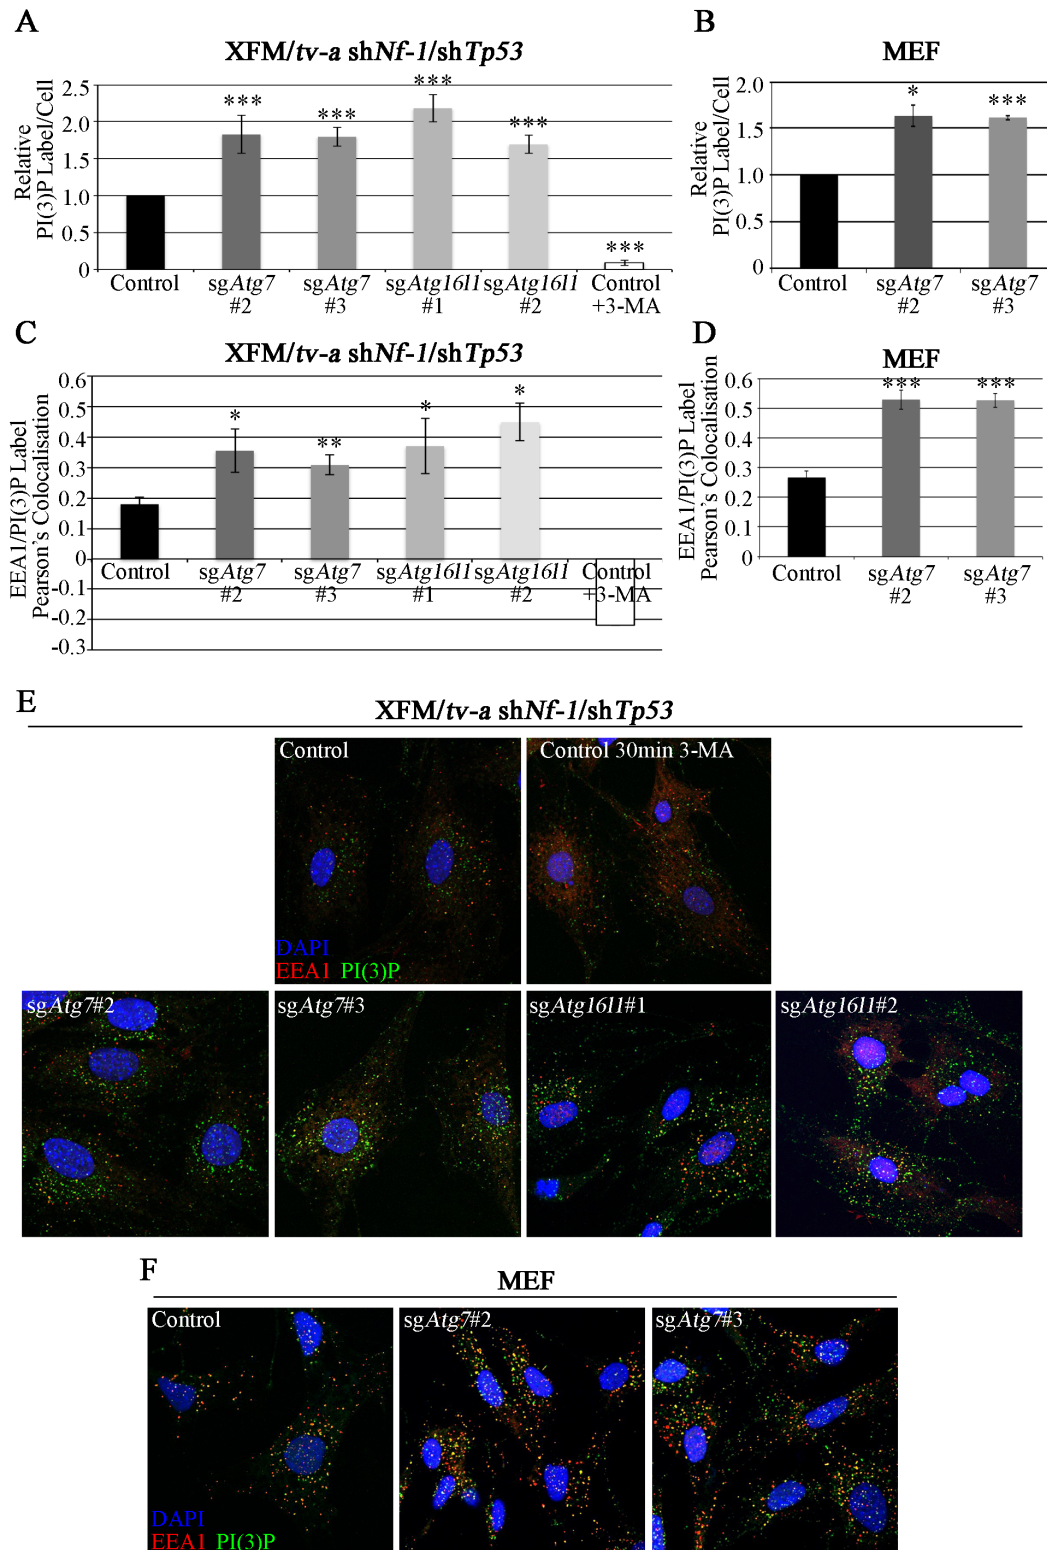 A
XFM/tv-a shNf-1/shTp53
Relative
PI(3)P Label/Cell
2.5
2.0
1.5
1.0
0.5
0
***
***
***
***
***
Control
sgAtg7
#2
sgAtg7
#3
sgAtg16l1
#1
sgAtg16l1
#2
Control
+3-MA
B
MEF
Relative
PI(3)P Label/Cell
2.0
1.5
1.0
0.5
0
*
***
Control
sgAtg7
#2
sgAtg7
#3
C
XFM/tv-a shNf-1/shTp53
EEA1/PI(3)P Label
Pearson's Colocalisation
0.6
0.5
0.4
0.3
0.2
0.1
0
-0.1
-0.2
-0.3
*
**
*
*
Control
sgAtg7
#2
sgAtg7
#3
sgAtg16l1
#1
sgAtg16l1
#2
Control
+3-MA
D
MEF
EEA1/PI(3)P Label
Pearson's Colocalisation
0.6
0.5
0.4
0.3
0.2
0.1
0
***
***
Control
sgAtg7
#2
sgAtg7
#3
E
XFM/tv-a shNf-1/shTp53
Control
DAPI
EEA1 PI(3)P
Control 30min 3-MA
sgAtg7#2
sgAtg7#3
sgAtg16l1#1
sgAtg16l1#2
F
MEF
Control
DAPI
EEA1 PI(3)P
sgAtg7#2
sgAtg7#3